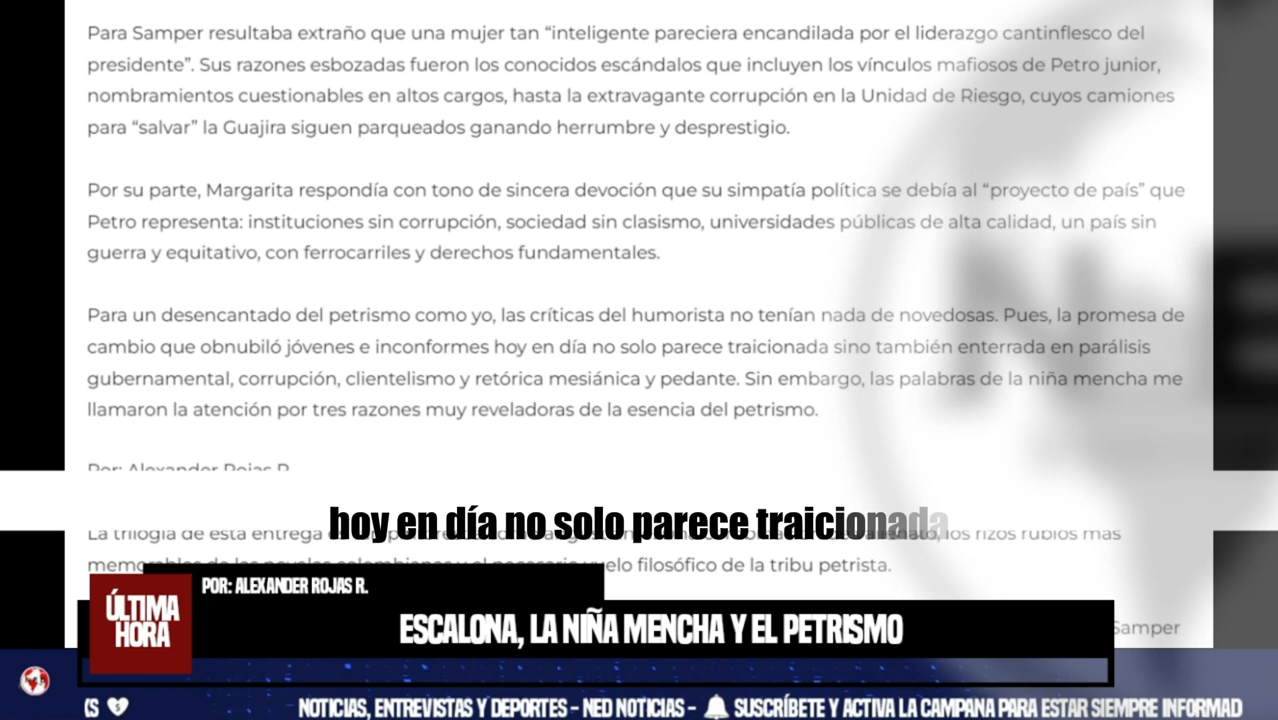 Para Samper resultaba extraño que una mujer tan “inteligente pareciera encandilada por el liderazgo cantinflesco del
presidente”. Sus razones esbozadas fueron los conocidos escándalos que incluyen los vínculos mafiosos de Petro junior,
nombramientos cuestionables en altos cargos, hasta la extravagante corrupción en la Unidad de Riesgo, cuyos camiones
para “salvar” la Guajira siguen parqueados ganando herrumbre y desprestigio.
Por su parte, Margarita respondía con tono de sincera devoción que su simpatía política se debía al “proyecto de país” que
Petro representa: instituciones sin corrupción, sociedad sin clasismo, universidades públicas de alta calidad, un país sin
guerra y equitativo, con ferrocarriles y derechos fundamentales.
Para un desencantado del petrismo como yo, las críticas del humorista no tenían nada de novedosas. Pues, la promesa de
cambio que obnubiló jóvenes e inconformes hoy en día no solo parece traicionada sino también enterrada en parálisis
gubernamental, corrupción, clientelismo y retórica mesiánica y pedante. Sin embargo, las palabras de la niña mencha me
llamaron la atención por tres razones muy reveladoras de la esencia del petrismo.
Por: Alexander Rojas R.
hoy en día no solo parece traicionada
La trilogía de esta entrega los rizos rubios más
filosófico de la tribu petrista.
POR: ALEXANDER ROJAS R.
ÚLTIMA
HORA
ESCALONA, LA NIÑA MENCHA Y EL PETRISMO
Samper
NOTICIAS, ENTREVISTAS Y DEPORTES - NED NOTICIAS - SUSCRÍBETE Y ACTIVA LA CAMPANA PARA ESTAR SIEMPRE INFORMAD